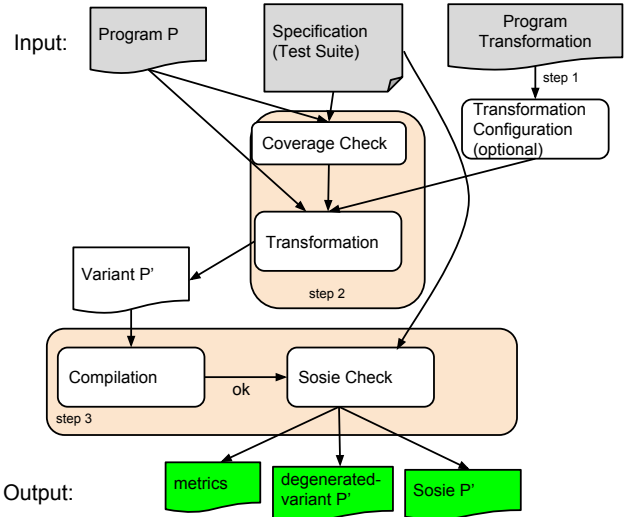 Input:
Program P
Specification
(Test Suite)
Program
Transformation
step 1
Transformation
Configuration
(optional)
Coverage Check
Transformation
Variant P’
step 2
Compilation
ok
Sosie Check
step 3
Output:
metrics
degenerated-
variant P’
Sosie P’